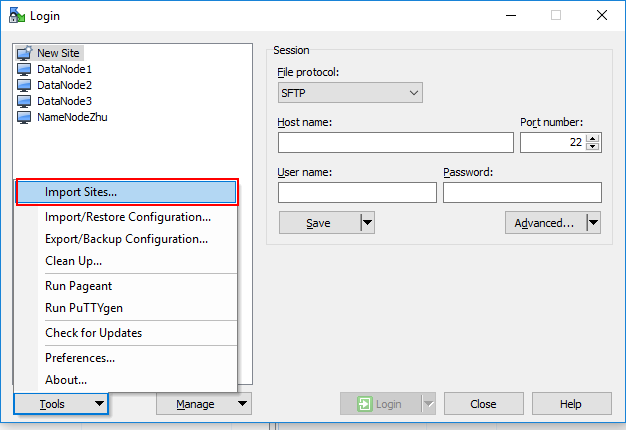 Login
New Site
DataNode1
DataNode2
DataNode3
NameNodeZhu
Import Sites...
Import/Restore Configuration...
Export/Backup Configuration...
Clean Up...
Run Pageant
Run PuTTYgen
Check for Updates
Preferences...
About...
Tools
Manage
Session
File protocol:
SFTP
Host name:
Port number:
22
User name:
Password:
Save
Advanced...
Login
Close
Help